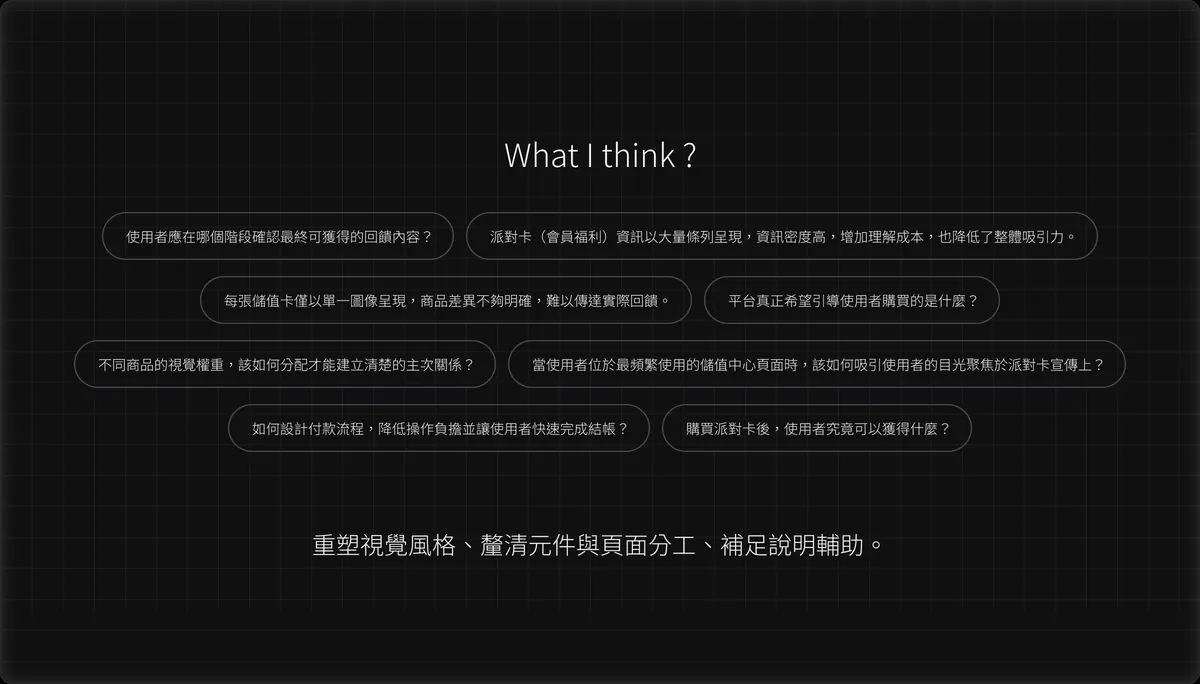 What I think ?
使用者應在哪個階段確認最終可獲得的回饋內容？
派對卡（會員福利）資訊以大量條列呈現，資訊密度高，增加理解成本，也降低了整體吸引力。
每張儲值卡僅以單一圖像呈現，商品差異不夠明確，難以傳達實際回饋。
平台真正希望引導使用者購買的是什麼？
不同商品的視覺權重，該如何分配才能建立清楚的主次關係？
當使用者位於最頻繁使用的儲值中心頁面時，該如何吸引使用者的目光聚焦於派對卡宣傳上？
如何設計付款流程，降低操作負擔並讓使用者快速完成結帳？
購買派對卡後，使用者究竟可以獲得什麼？
重塑視覺風格、釐清元件與頁面分工、補足說明輔助。